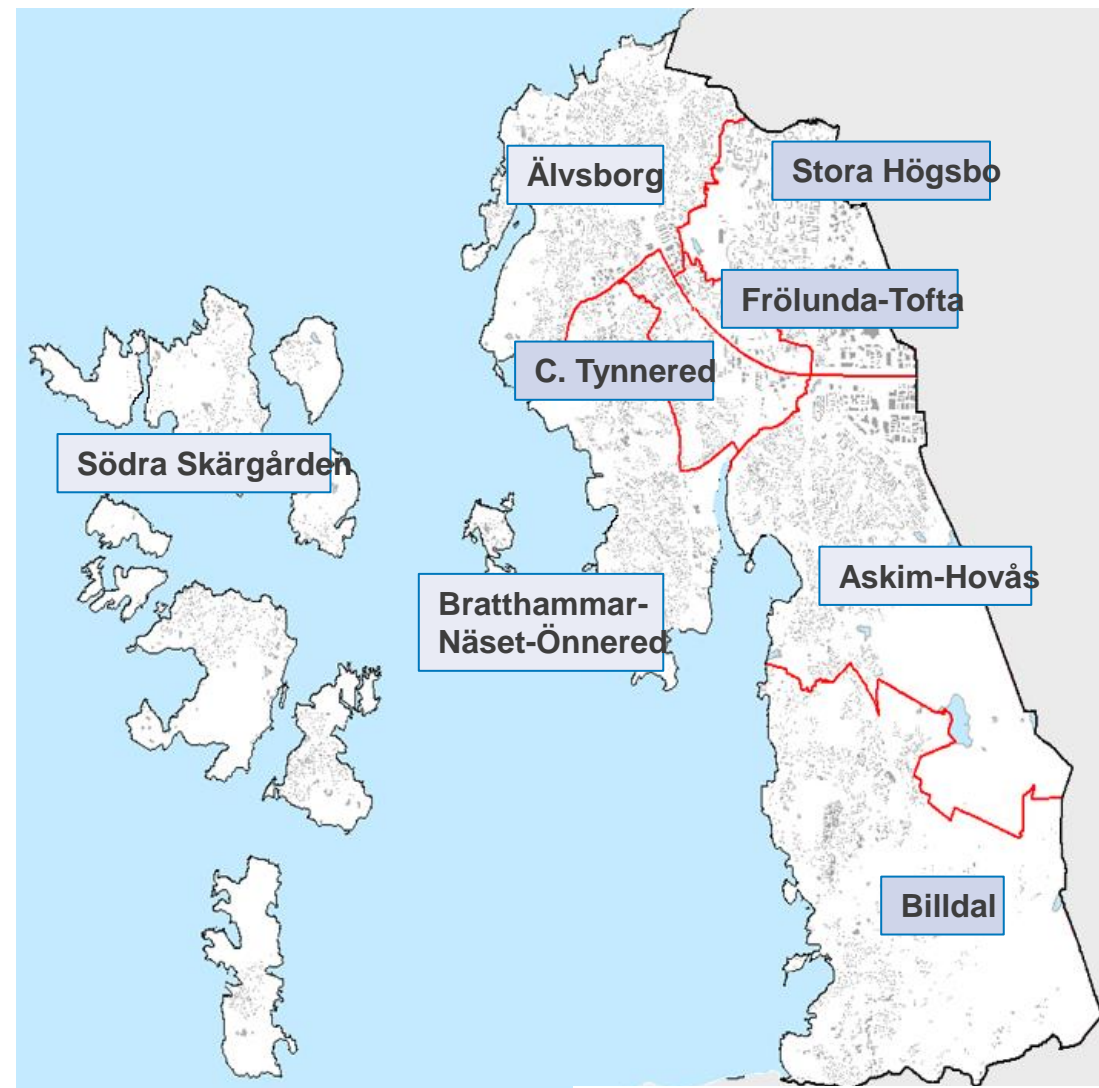 Älvsborg
Stora Högsbo
Frölunda-Tofta
C. Tynnered
Södra Skärgården
Askim-Hovås
Bratthammar-
Näset-Önnered
Billdal